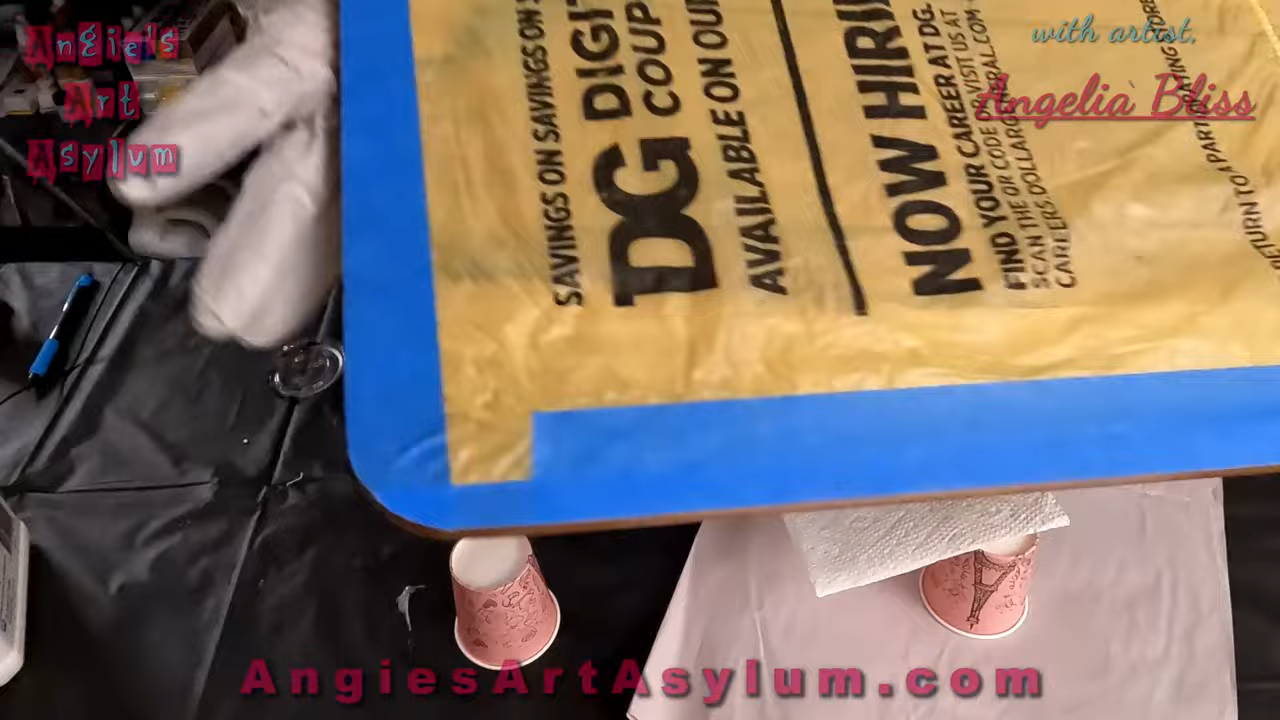 Angie's
Art
Asylum
with artist,
Angelia Bliss
SAVINGS ON SAVINGS ON
DG DIGI
COUP
AVAILABLE ON OUR
NOW HIRI
FIND YOUR CAREER AT DG.
SCAN THE QR CODE OR VISIT US AT
CAREERS.DOLLARGENERAL.COM
RETURN TO A PARTICIPATING STORE
AngiesArtAsylum.com